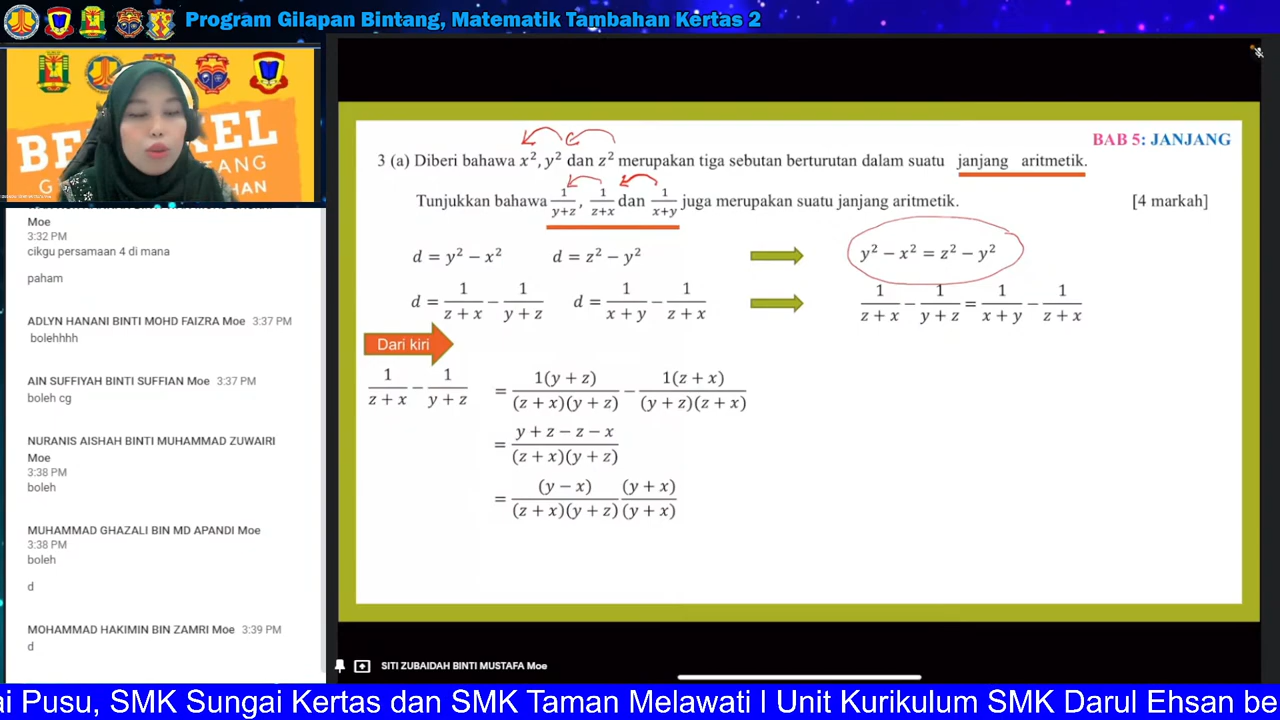 Program Gilapan Bintang, Matematik Tambahan Kertas 2
Moe
3:32 PM
cikgu persamaan 4 di mana
paham
ADLYN HANANI BINTI MOHD FAIZRA Moe 3:37 PM
bolehhhh
AIN SUFFIYAH BINTI SUFFIAN Moe 3:37 PM
boleh cg
NURANIS AISHAH BINTI MUHAMMAD ZUWAIRI
Moe
3:38 PM
boleh
MUHAMMAD GHAZALI BIN MD APANDI Moe
3:38 PM
boleh
d
MOHAMMAD HAKIMIN BIN ZAMRI Moe 3:39 PM
d
BAB 5: JANJANG
3 (a) Diberi bahawa x², y² dan z² merupakan tiga sebutan berturutan dalam suatu janjang aritmetik.
Tunjukkan bahawa 1/(y+z), 1/(z+x) dan 1/(x+y) juga merupakan suatu janjang aritmetik. [4 markah]
d = y² − x² d = z² − y² y² − x² = z² − y²
d = 1/(z + x) − 1/(y + z) d = 1/(x + y) − 1/(z + x) 1/(z + x) − 1/(y + z) = 1/(x + y) − 1/(z + x)
Dari kiri
1/(z + x) − 1/(y + z) = 1(y + z)/((z + x)(y + z)) − 1(z + x)/((y + z)(z + x))
= (y + z − z − x)/((z + x)(y + z))
= (y − x)/((z + x)(y + z)) (y + x)/(y + x)
SITI ZUBAIDAH BINTI MUSTAFA Moe
ai Pusu, SMK Sungai Kertas dan SMK Taman Melawati l Unit Kurikulum SMK Darul Ehsan be